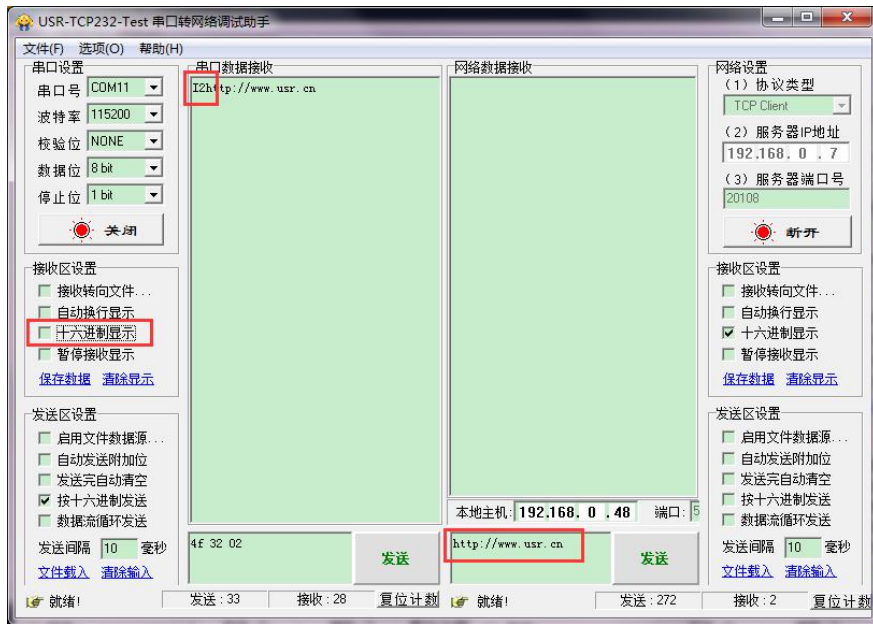 USR-TCP232-Test 串口转网络调试助手
文件(F) 选项(O) 帮助(H)
串口设置
串口号 COM11
波特率 115200
校验位 NONE
数据位 8 bit
停止位 1 bit
关闭
接收区设置
接收转向文件...
自动换行显示
十六进制显示
暂停接收显示
保存数据 清除显示
发送区设置
启用文件数据源...
自动发送附加位
发送完自动清空
按十六进制发送
数据流循环发送
发送间隔 10 毫秒
文件载入 清除输入
就绪!
串口数据接收
I2http://www.usr.cn
4f 32 02
发送
发送:33 接收:28 复位计数
网络数据接收
本地主机: 192.168. 0 .48 端口: 5
http://www.usr.cn
发送
就绪! 发送:272 接收:2 复位计数
网络设置
(1) 协议类型
TCP Client
(2) 服务器IP地址
192.168. 0 . 7
(3) 服务器端口号
20108
断开
接收区设置
接收转向文件...
自动换行显示
十六进制显示
暂停接收显示
保存数据 清除显示
发送区设置
启用文件数据源...
自动发送附加位
发送完自动清空
按十六进制发送
数据流循环发送
发送间隔 10 毫秒
文件载入 清除输入